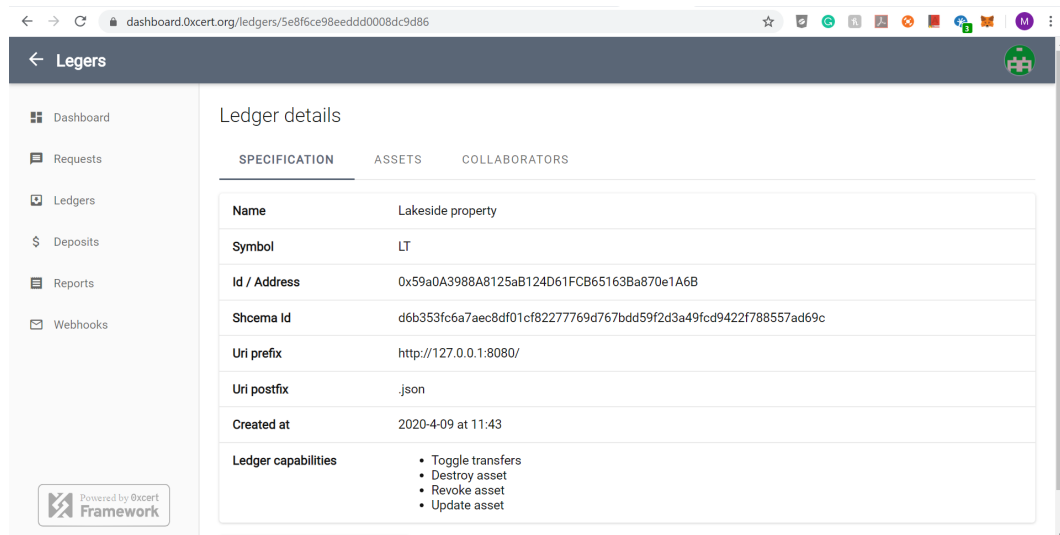 dashboard.0xcert.org/ledgers/5e8f6ce98eeddd0008dc9d86
3
M
Legers
Dashboard
Requests
Ledgers
Deposits
Reports
Webhooks
Powered by 0xcert
Framework
Ledger details
SPECIFICATION ASSETS COLLABORATORS
Name Lakeside property
Symbol LT
Id / Address 0x59a0A3988A8125aB124D61FCB65163Ba870e1A6B
Shcema Id d6b353fc6a7aec8df01cf82277769d767bdd59f2d3a49fcd9422f788557ad69c
Uri prefix http://127.0.0.1:8080/
Uri postfix .json
Created at 2020-4-09 at 11:43
Ledger capabilities • Toggle transfers
• Destroy asset
• Revoke asset
• Update asset